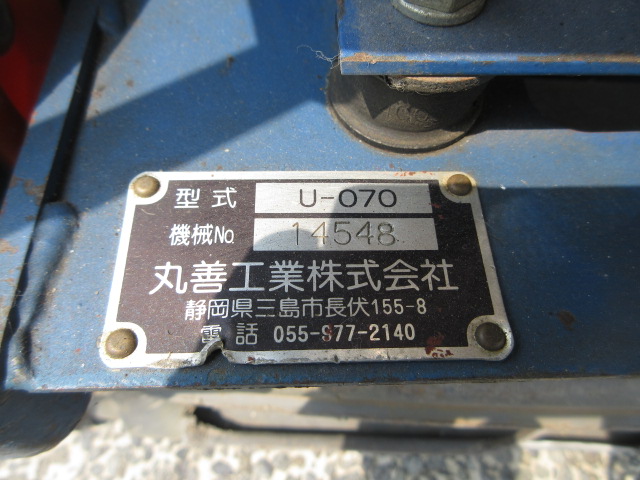 型式 U-070
機械No. 14548
丸善工業株式会社
静岡県三島市長伏155-8
電話 055-977-2140